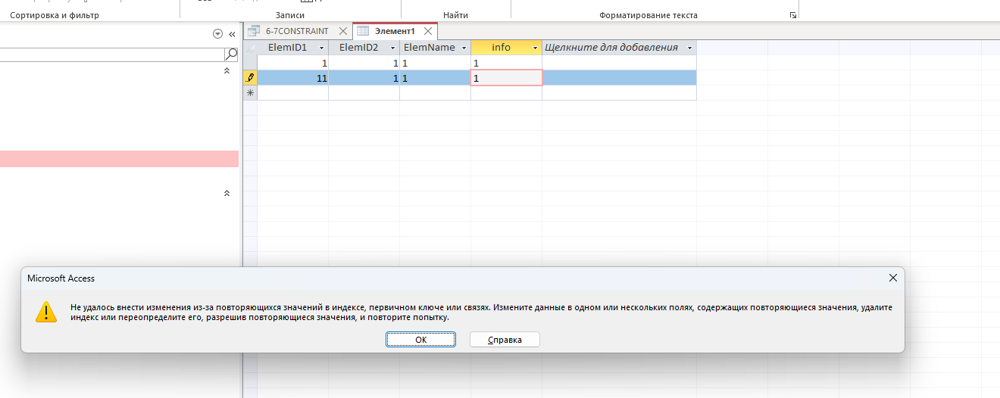 Сортировка и фильтр Записи Найти Форматирование текста
6-7CONSTRAINT Элемент1
ElemID1 ElemID2 ElemName info Щелкните для добавления
1 1 1 1
11 1 1 1
Microsoft Access
Не удалось внести изменения из-за повторяющихся значений в индексе, первичном ключе или связях. Измените данные в одном или нескольких полях, содержащих повторяющиеся значения, удалите
индекс или переопределите его, разрешив повторяющиеся значения, и повторите попытку.
ОК Справка